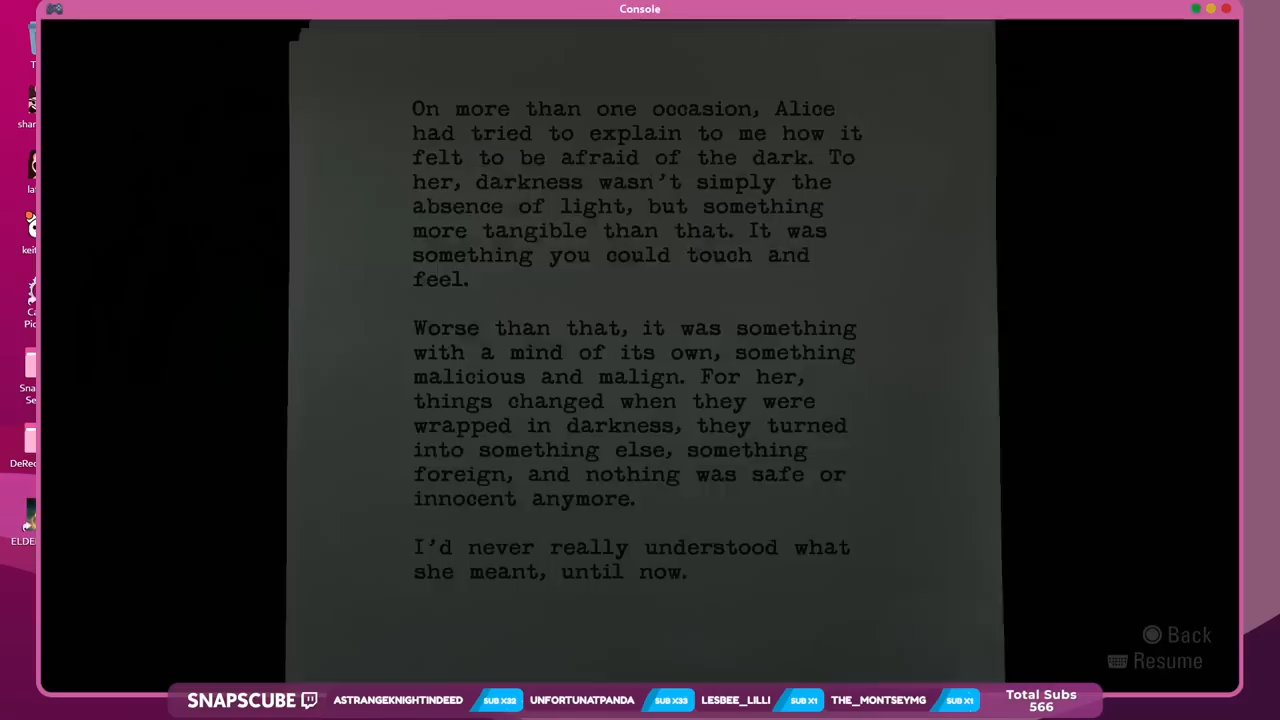 Console
On more than one occasion, Alice
had tried to explain to me how it
felt to be afraid of the dark. To
her, darkness wasn't simply the
absence of light, but something
more tangible than that. It was
something you could touch and
feel.
Worse than that, it was something
with a mind of its own, something
malicious and malign. For her,
things changed when they were
wrapped in darkness, they turned
into something else, something
foreign, and nothing was safe or
innocent anymore.
I'd never really understood what
she meant, until now.
Back
Resume
SNAPSCUBE
ASTRANGEKNIGHTINDEED SUB X32 UNFORTUNATPANDA SUB X33 LESBEE_LILLI SUB X1 THE_MONTSEYMG SUB X1
Total Subs
566